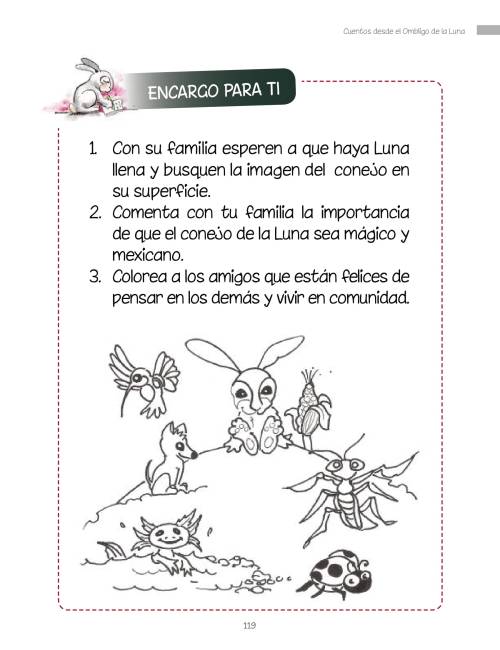 Cuentos desde el Ombligo de la Luna
ENCARGO PARA TI
1. Con su familia esperen a que haya Luna
llena y busquen la imagen del conejo en
su superficie.
2. Comenta con tu familia la importancia
de que el conejo de la Luna sea mágico y
mexicano.
3. Colorea a los amigos que están felices de
pensar en los demás y vivir en comunidad.
119